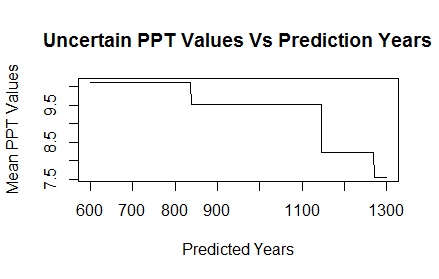 Uncertain PPT Values Vs Prediction Years
Mean PPT Values
9.5
8.5
7.5
600 700 800 900 1100 1300
Predicted Years